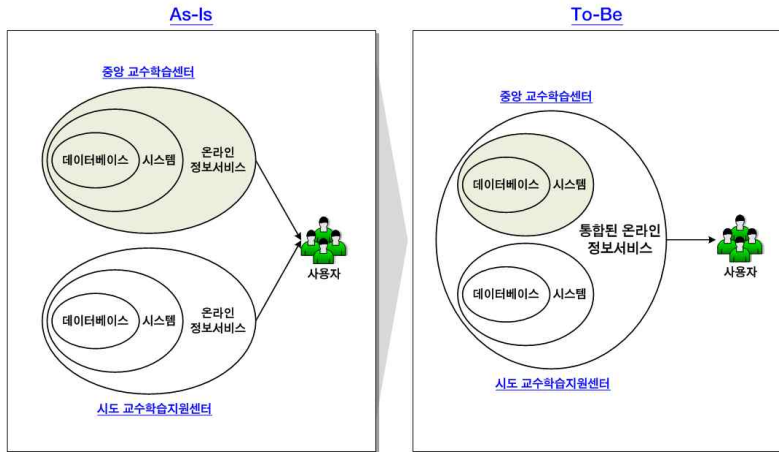 As-Is
중앙 교수학습센터
데이터베이스
시스템
온라인
정보서비스
사용자
데이터베이스
시스템
온라인
정보서비스
시도 교수학습지원센터
To-Be
중앙 교수학습센터
데이터베이스
시스템
통합된 온라인
정보서비스
사용자
데이터베이스
시스템
시도 교수학습지원센터